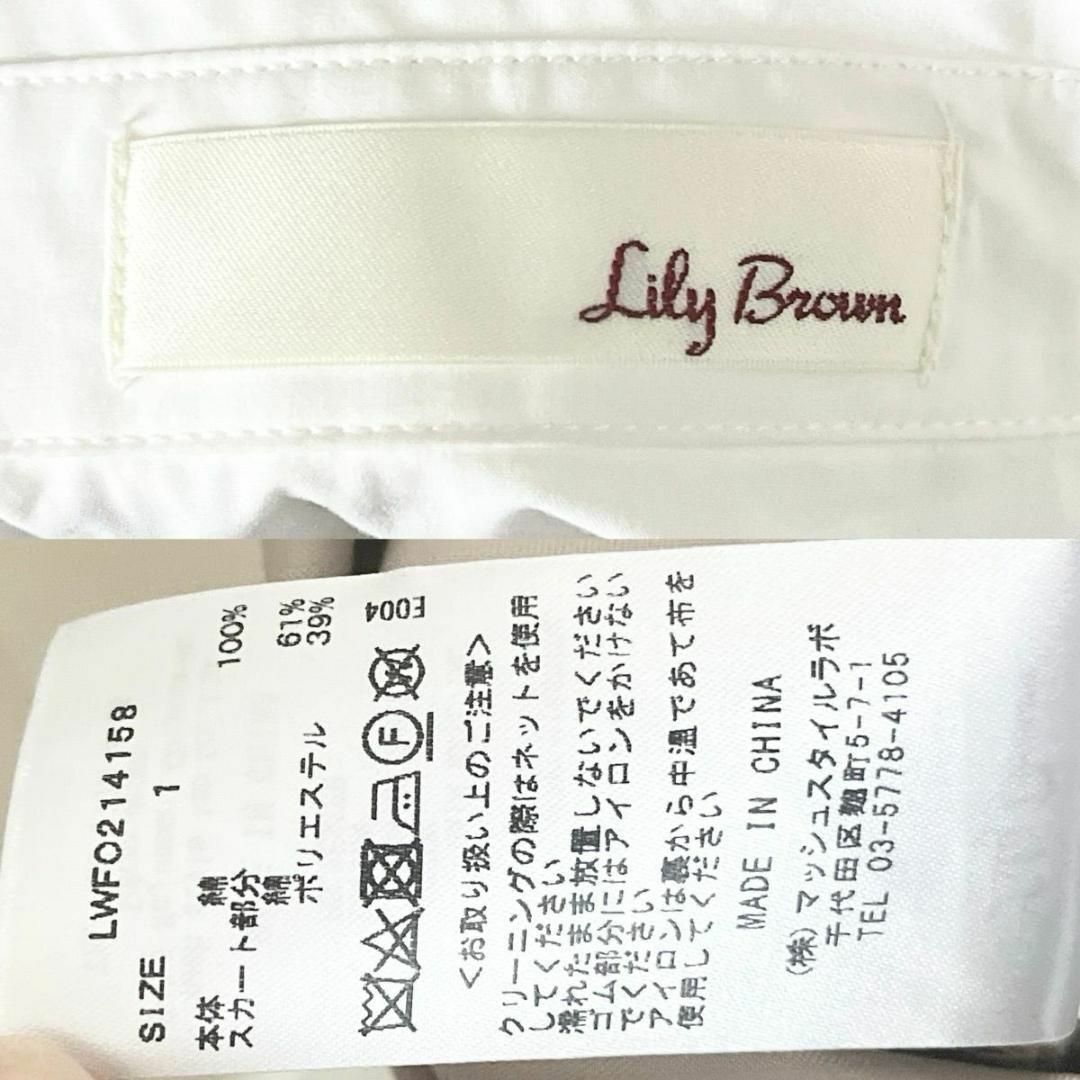 Lily Brown
LWFO214158
SIZE
1
本体 綿 100%
スカート部分
綿 61%
ポリエステル 39%
F
W
F004
<お取り扱い上のご注意>
クリーニングの際はネットを使用
してください
濡れたまま放置しないでください
ゴム部分にはアイロンをかけない
でください
アイロンは裏から中温であて布を
使用してください
MADE IN CHINA
(株)マッシュスタイルラボ
千代田区麹町5-7-1
TEL 03-5778-4105